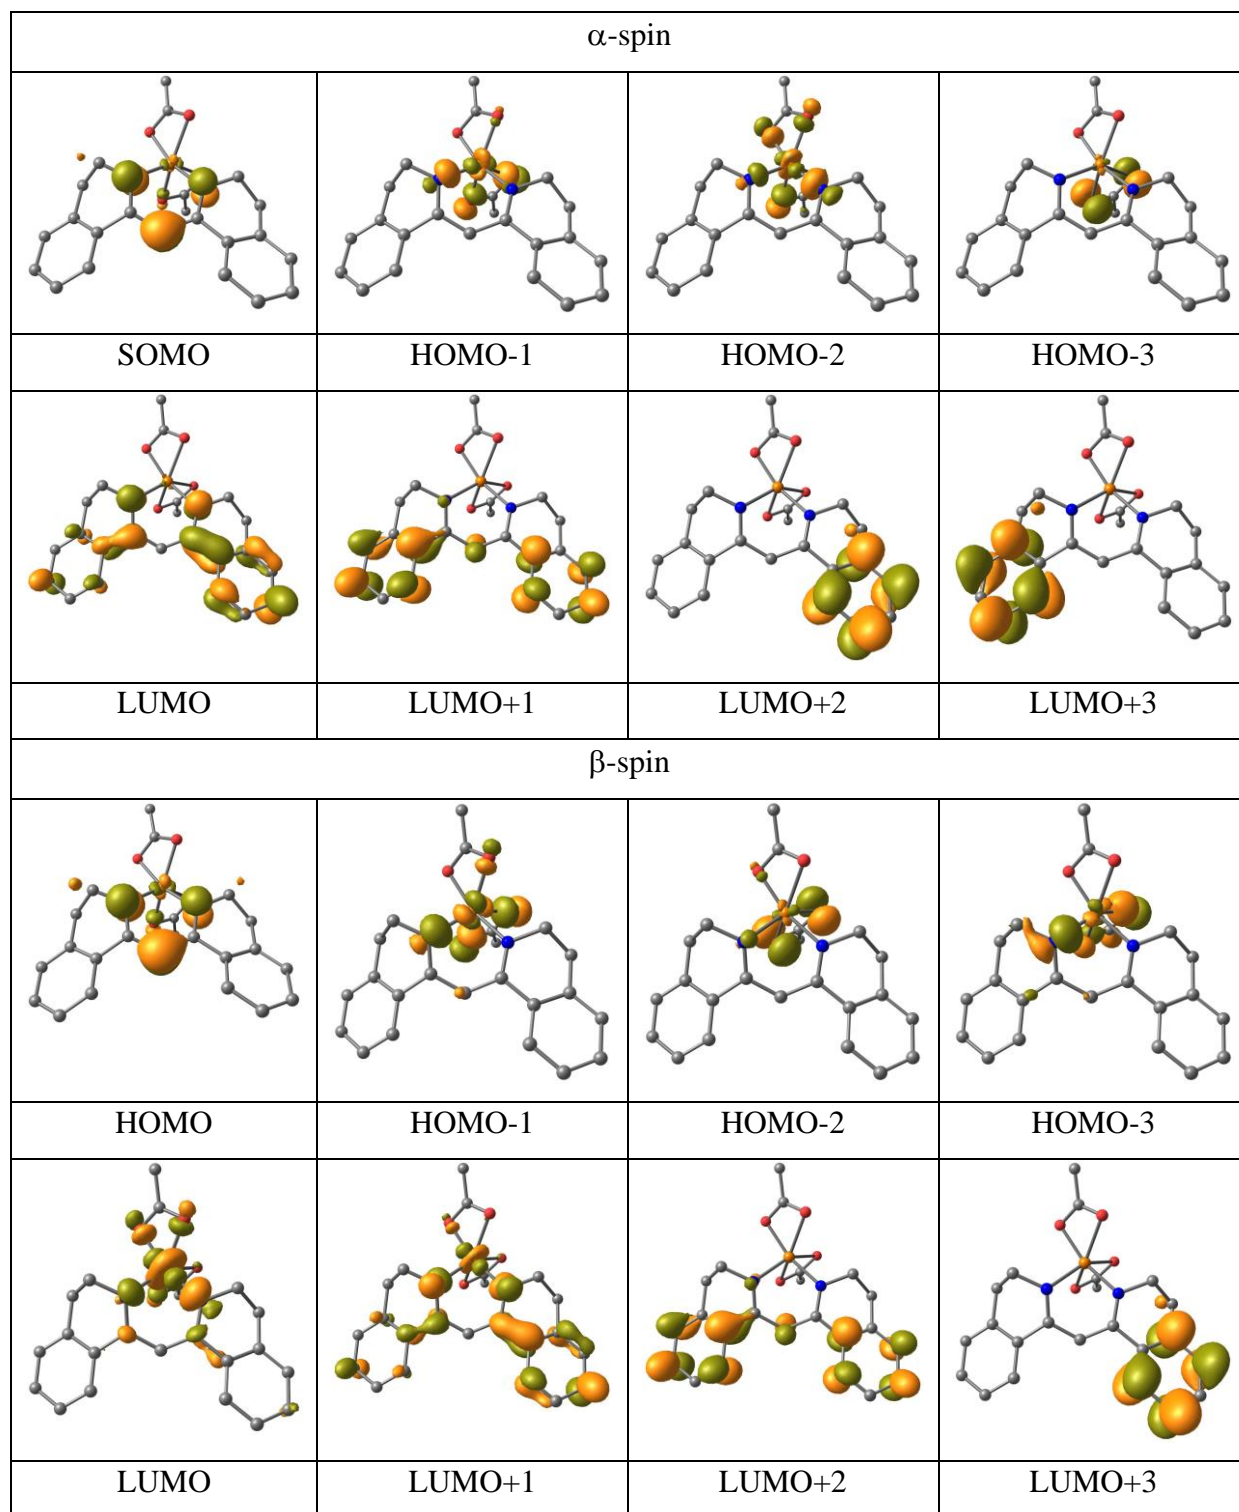 α-spin
SOMO HOMO-1 HOMO-2 HOMO-3
LUMO LUMO+1 LUMO+2 LUMO+3
β-spin
HOMO HOMO-1 HOMO-2 HOMO-3
LUMO LUMO+1 LUMO+2 LUMO+3